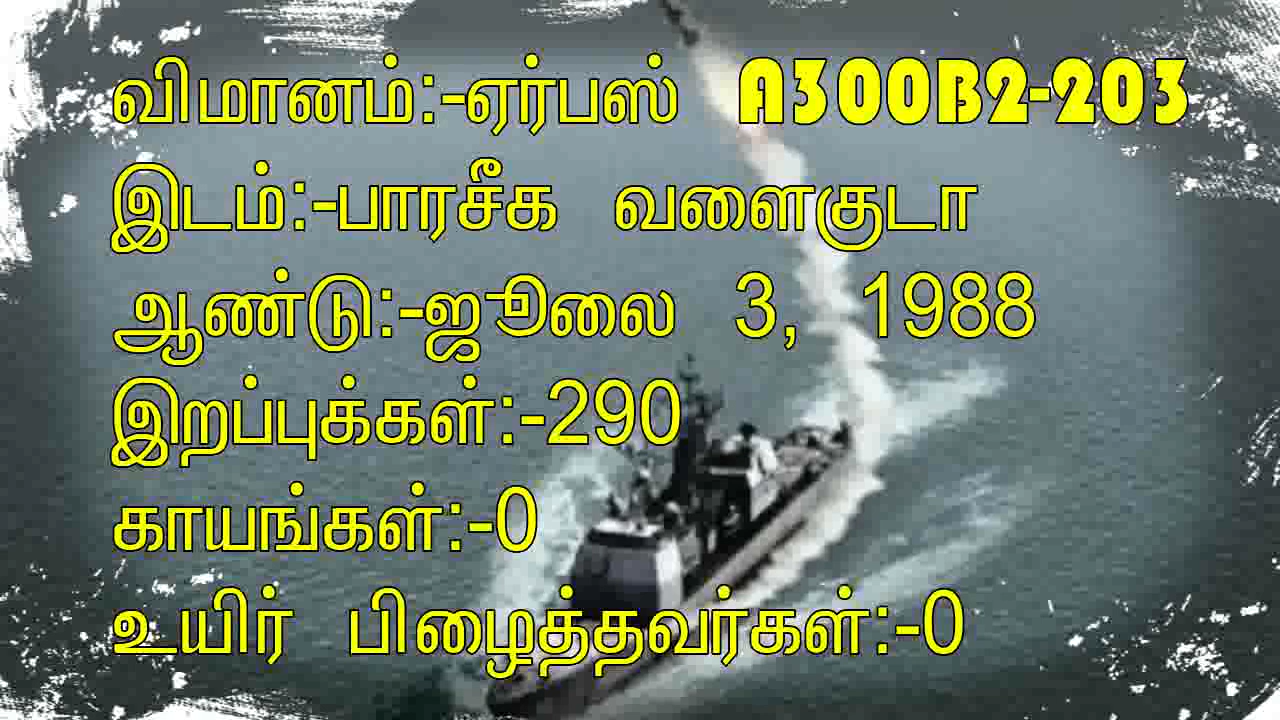 விமானம்:-ஏர்பஸ் A300B2-203
இடம்:-பாரசீக வளைகுடா
ஆண்டு:-ஜூலை 3, 1988
இறப்புக்கள்:-290
காயங்கள்:-0
உயிர் பிழைத்தவர்கள்:-0